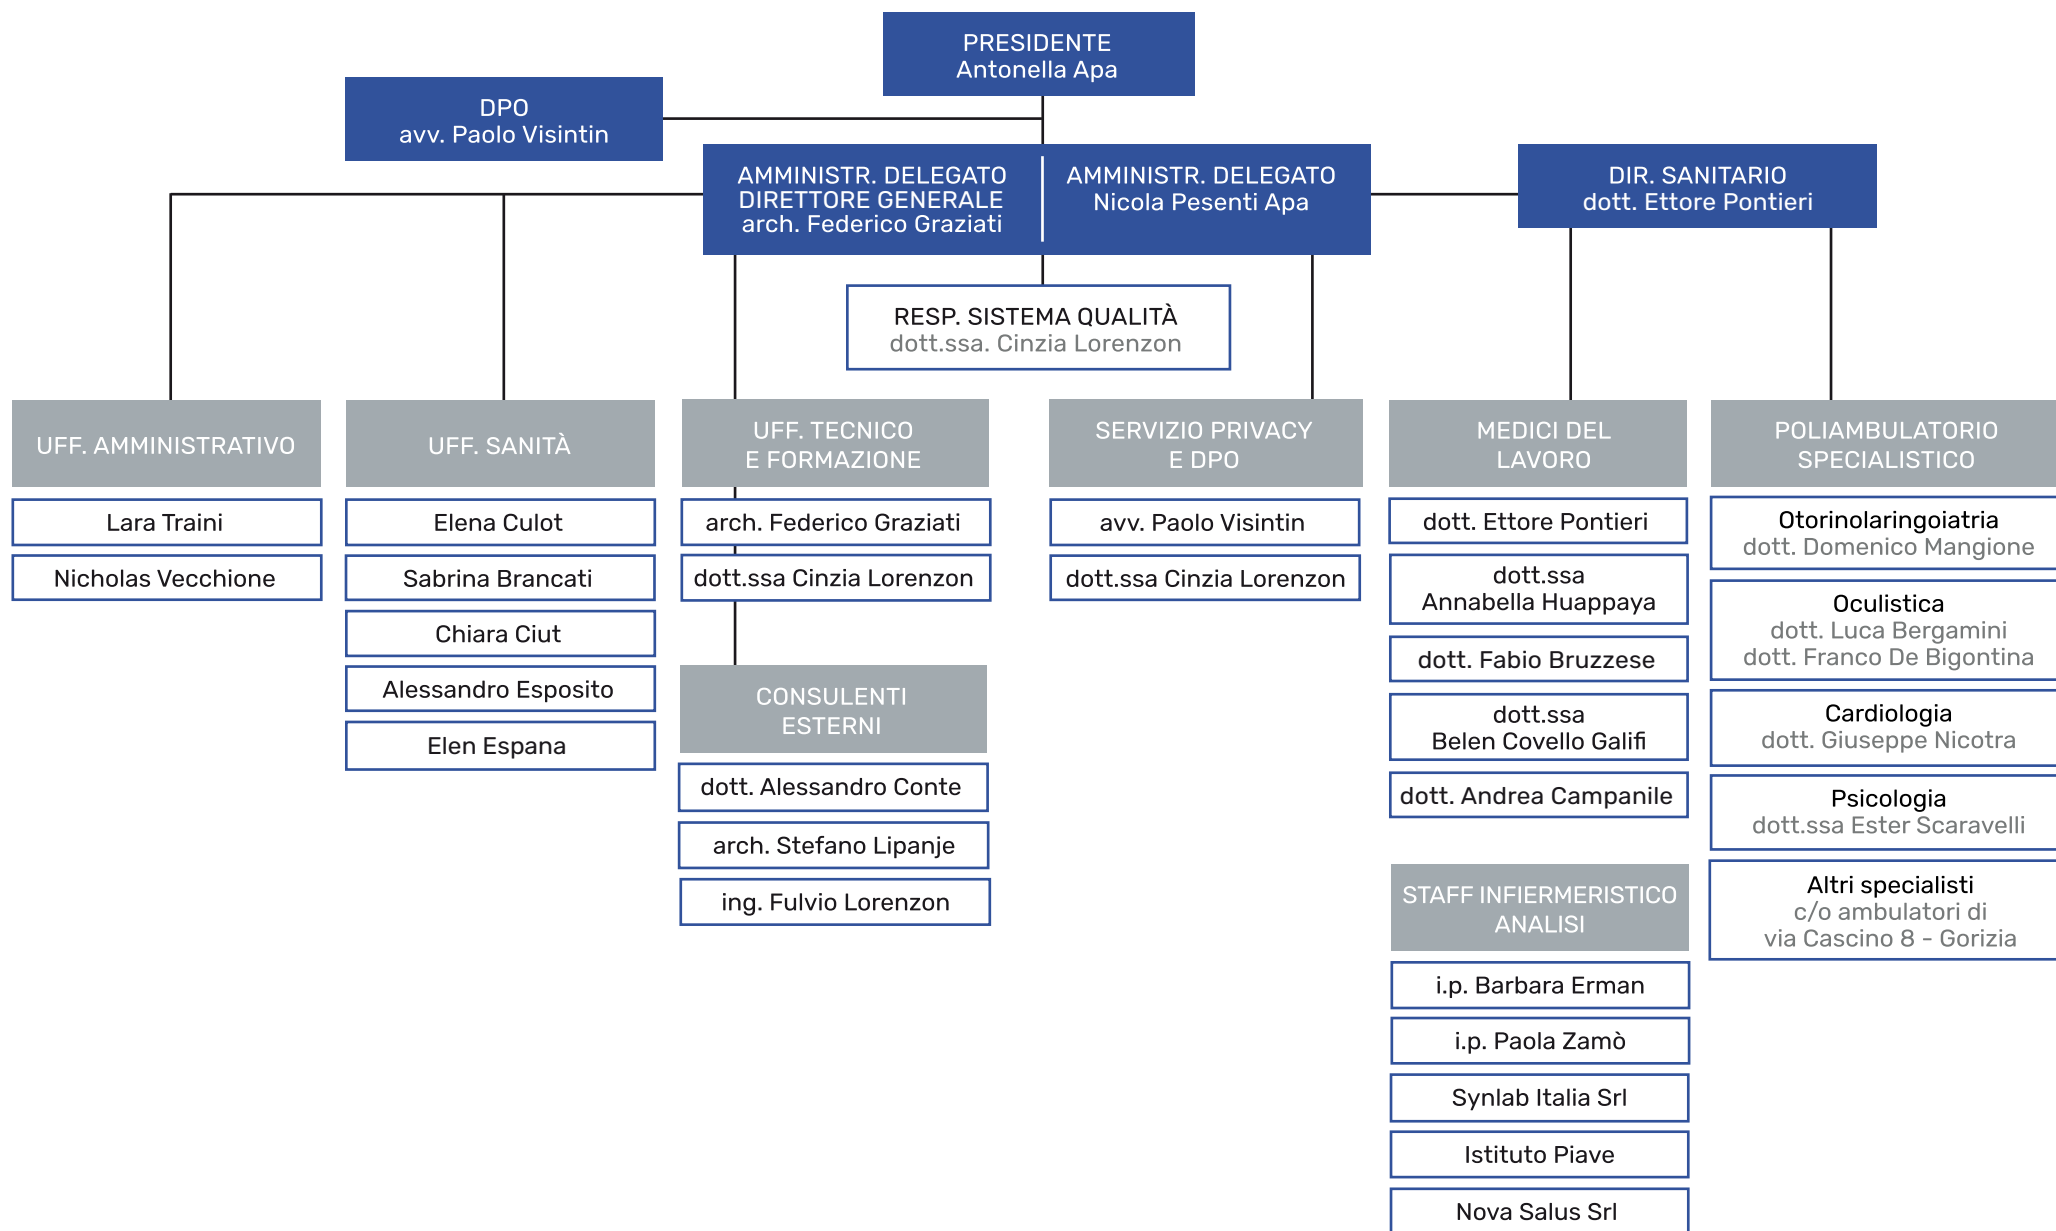 PRESIDENTE
Antonella Apa
DPO
avv. Paolo Visintin
AMMINISTR. DELEGATO
DIRETTORE GENERALE
arch. Federico Graziati
AMMINISTR. DELEGATO
Nicola Pesenti Apa
DIR. SANITARIO
dott. Ettore Pontieri
RESP. SISTEMA QUALITÀ
dott.ssa. Cinzia Lorenzon
UFF. AMMINISTRATIVO
Lara Traini
Nicholas Vecchione
UFF. SANITÀ
Elena Culot
Sabrina Brancati
Chiara Ciut
Alessandro Esposito
Elen Espana
UFF. TECNICO
E FORMAZIONE
arch. Federico Graziati
dott.ssa Cinzia Lorenzon
CONSULENTI
ESTERNI
dott. Alessandro Conte
arch. Stefano Lipanje
ing. Fulvio Lorenzon
SERVIZIO PRIVACY
E DPO
avv. Paolo Visintin
dott.ssa Cinzia Lorenzon
MEDICI DEL
LAVORO
dott. Ettore Pontieri
dott.ssa
Annabella Huappaya
dott. Fabio Bruzzese
dott.ssa
Belen Covello Galifi
dott. Andrea Campanile
STAFF INFIERMERISTICO
ANALISI
i.p. Barbara Erman
i.p. Paola Zamò
Synlab Italia Srl
Istituto Piave
Nova Salus Srl
POLIAMBULATORIO
SPECIALISTICO
Otorinolaringoiatria
dott. Domenico Mangione
Oculistica
dott. Luca Bergamini
dott. Franco De Bigontina
Cardiologia
dott. Giuseppe Nicotra
Psicologia
dott.ssa Ester Scaravelli
Altri specialisti
c/o ambulatori di
via Cascino 8 - Gorizia